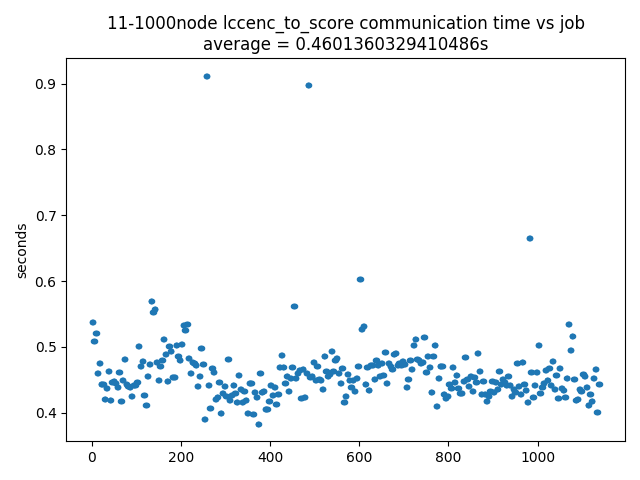 11-1000node lccenc_to_score communication time vs job
average = 0.4601360329410486s
seconds
0.9
0.8
0.7
0.6
0.5
0.4
0 200 400 600 800 1000